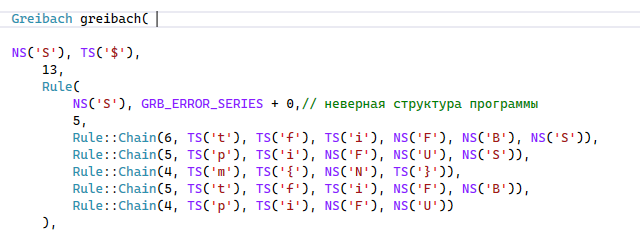 Greibach greibach(
NS('S'), TS('$'),
13,
Rule(
NS('S'), GRB_ERROR_SERIES + 0,// неверная структура программы
5,
Rule::Chain(6, TS('t'), TS('f'), TS('i'), NS('F'), NS('B'), NS('S')),
Rule::Chain(5, TS('p'), TS('i'), NS('F'), NS('U'), NS('S')),
Rule::Chain(4, TS('m'), TS('{'), NS('N'), TS('}')),
Rule::Chain(5, TS('t'), TS('f'), TS('i'), NS('F'), NS('B')),
Rule::Chain(4, TS('p'), TS('i'), NS('F'), NS('U'))
),